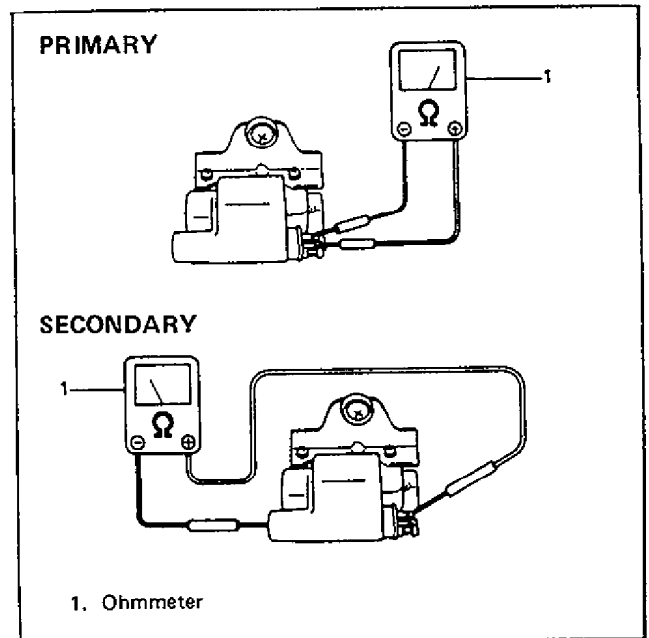 PRIMARY
1
Ω
⊖ ⊕
SECONDARY
1
Ω
⊖ ⊕
1. Ohmmeter